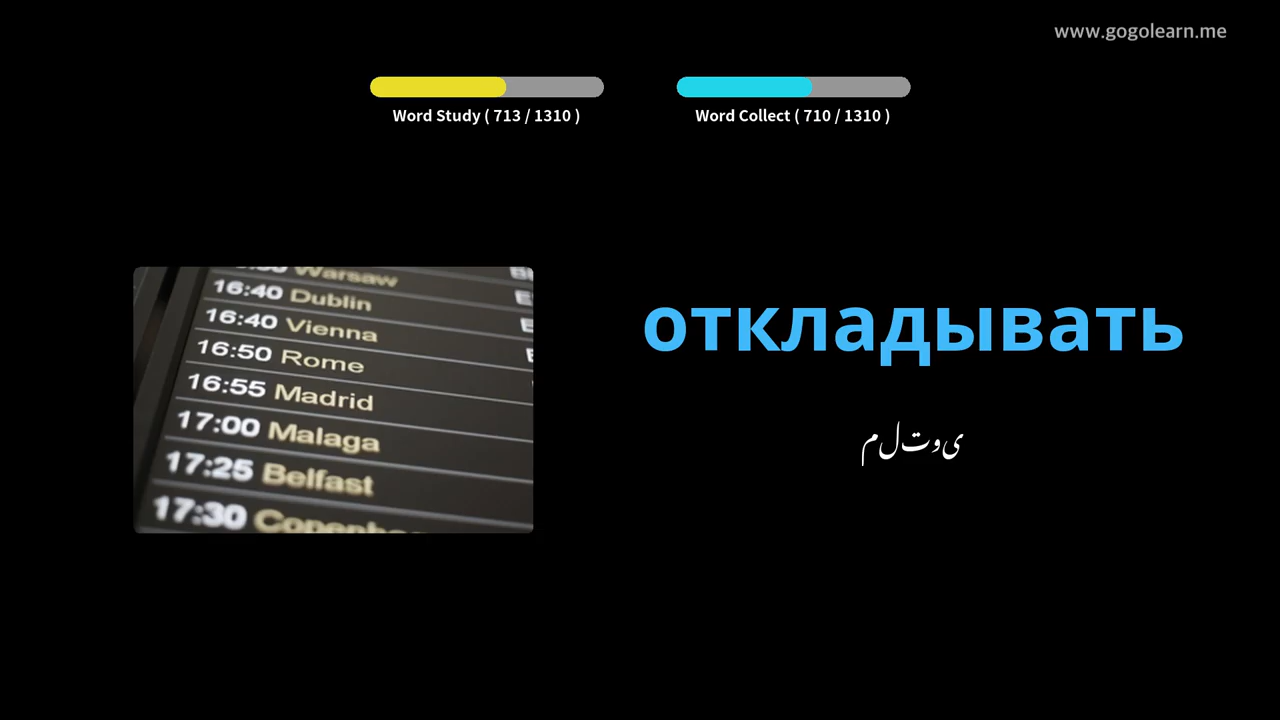 www.gogolearn.me
Word Study ( 713 / 1310 )
Word Collect ( 710 / 1310 )
Warsaw
16:40 Dublin
16:40 Vienna
16:50 Rome
16:55 Madrid
17:00 Malaga
17:25 Belfast
17:30
откладывать
ملتوی